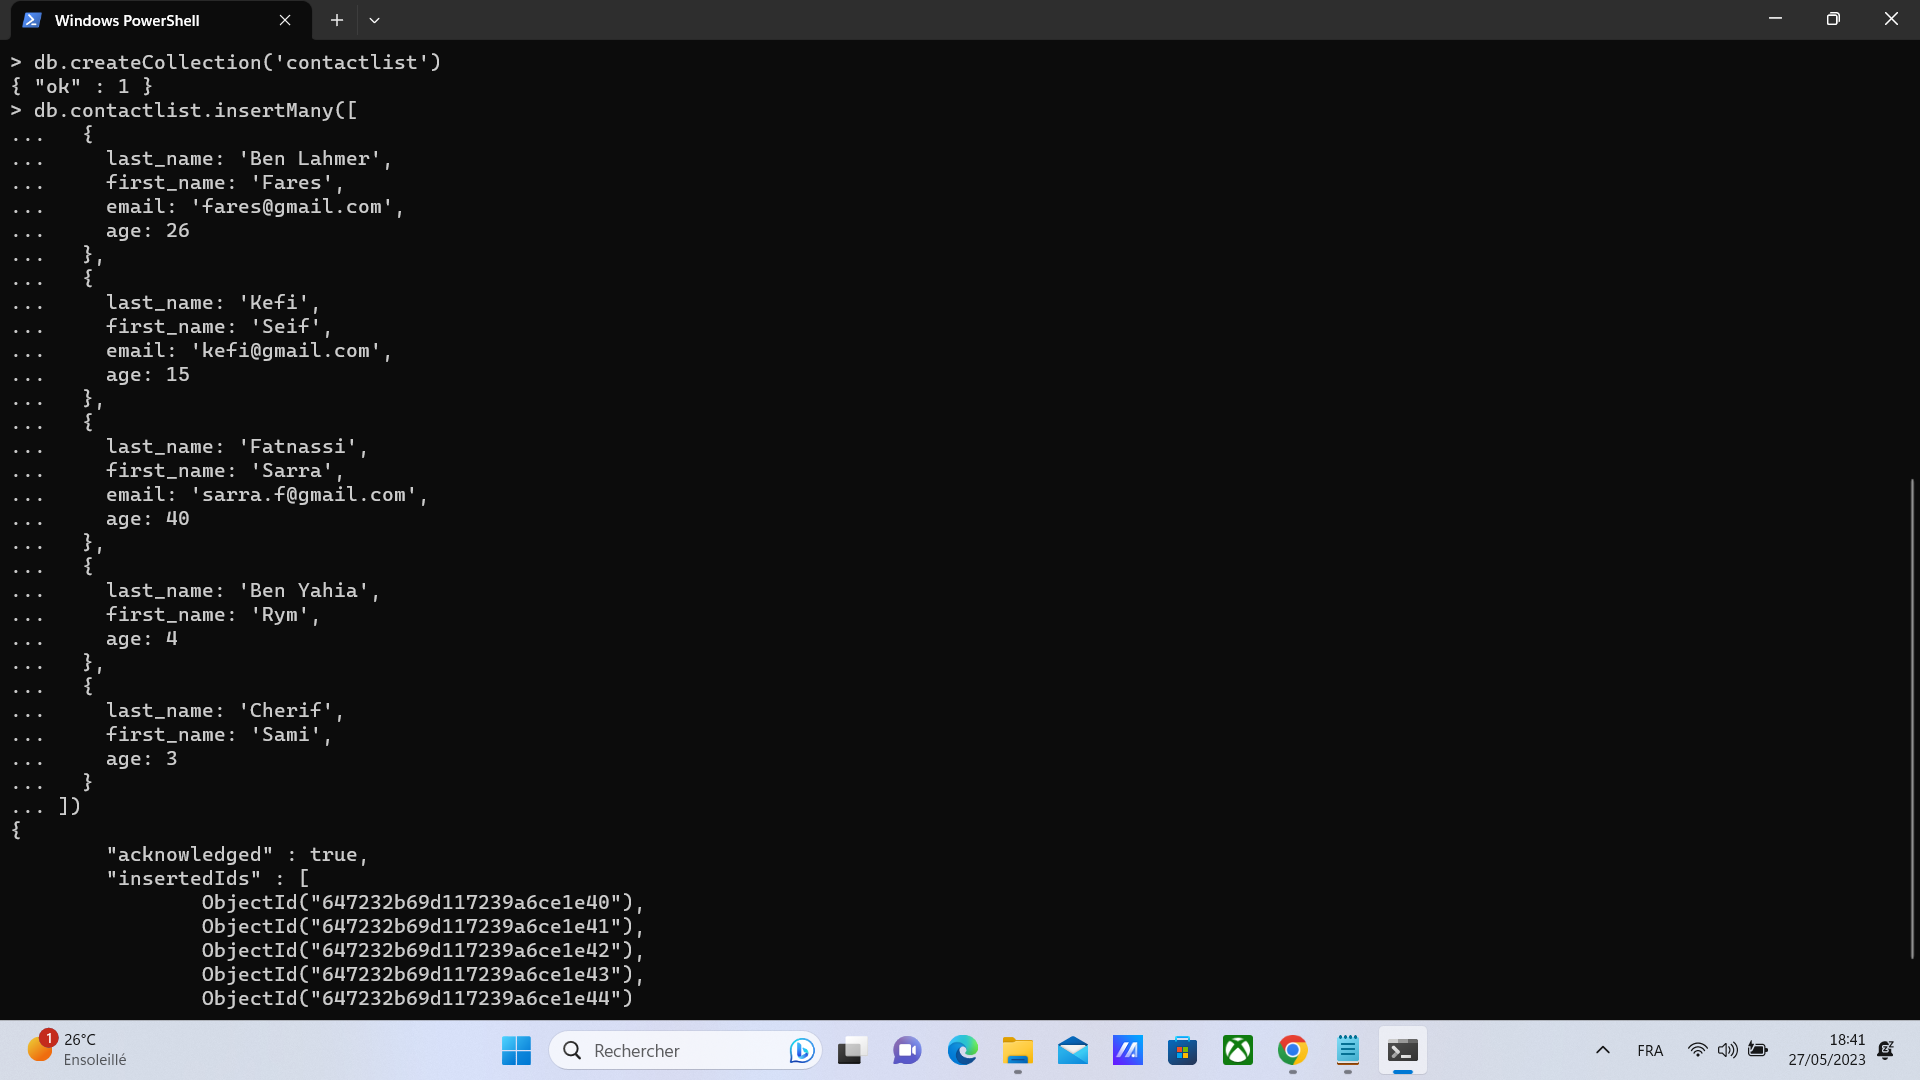 Windows PowerShell
> db.createCollection('contactlist')
{ "ok" : 1 }
> db.contactlist.insertMany([
...   {
...     last_name: 'Ben Lahmer',
...     first_name: 'Fares',
...     email: 'fares@gmail.com',
...     age: 26
...   },
...   {
...     last_name: 'Kefi',
...     first_name: 'Seif',
...     email: 'kefi@gmail.com',
...     age: 15
...   },
...   {
...     last_name: 'Fatnassi',
...     first_name: 'Sarra',
...     email: 'sarra.f@gmail.com',
...     age: 40
...   },
...   {
...     last_name: 'Ben Yahia',
...     first_name: 'Rym',
...     age: 4
...   },
...   {
...     last_name: 'Cherif',
...     first_name: 'Sami',
...     age: 3
...   }
... ])
{
        "acknowledged" : true,
        "insertedIds" : [
                ObjectId("647232b69d117239a6ce1e40"),
                ObjectId("647232b69d117239a6ce1e41"),
                ObjectId("647232b69d117239a6ce1e42"),
                ObjectId("647232b69d117239a6ce1e43"),
                ObjectId("647232b69d117239a6ce1e44")
1
26°C
Ensoleillé
Rechercher
FRA
18:41
27/05/2023